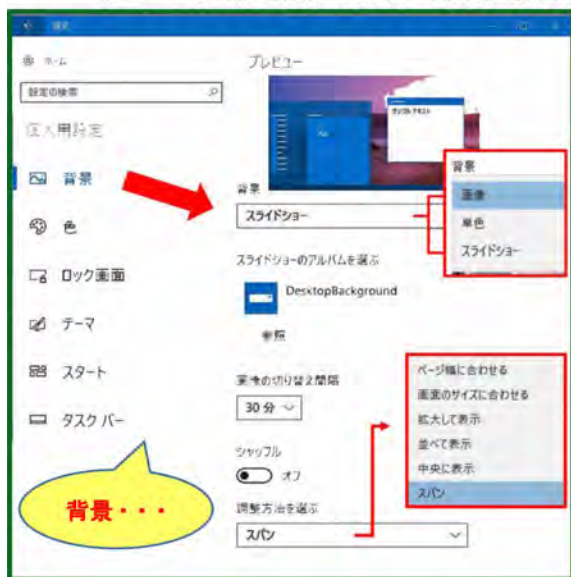 設定
ホーム
設定の検索
個人用設定
背景
色
ロック画面
テーマ
スタート
タスク バー
背景・・・
プレビュー
サンプル テキスト
Aa
背景
スライドショー
背景
画像
単色
スライドショー
スライドショーのアルバムを選ぶ
DesktopBackground
参照
画像の切り替え間隔
30 分
シャッフル
オフ
調整方法を選ぶ
スパン
ページ幅に合わせる
画面のサイズに合わせる
拡大して表示
並べて表示
中央に表示
スパン